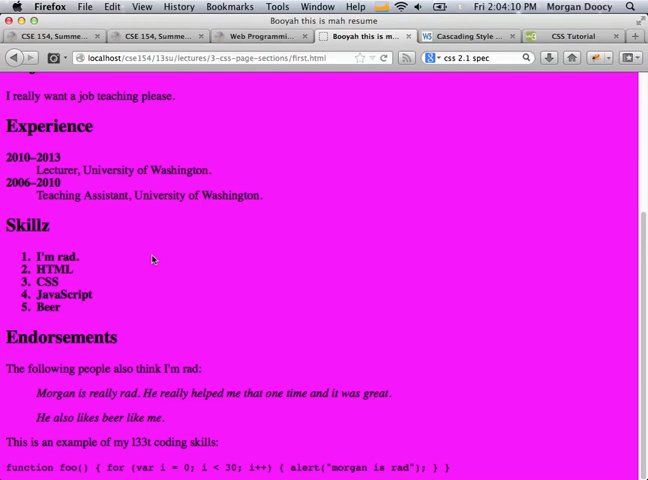 Firefox File Edit View History Bookmarks Tools Window Help Fri 2:04:10 PM Morgan Doocy
Booyah this is mah resume
CSE 154, Summe... CSE 154, Summe... Web Programmi... Booyah this is m... Cascading Style ... CSS Tutorial
localhost/cse154/13su/lectures/3-css-page-sections/first.html css 2.1 spec
I really want a job teaching please.
Experience
2010–2013
Lecturer, University of Washington.
2006–2010
Teaching Assistant, University of Washington.
Skillz
1. I'm rad.
2. HTML
3. CSS
4. JavaScript
5. Beer
Endorsements
The following people also think I'm rad:
Morgan is really rad. He really helped me that one time and it was great.
He also likes beer like me.
This is an example of my l33t coding skills:
function foo() { for (var i = 0; i < 30; i++) { alert("morgan is rad"); } }